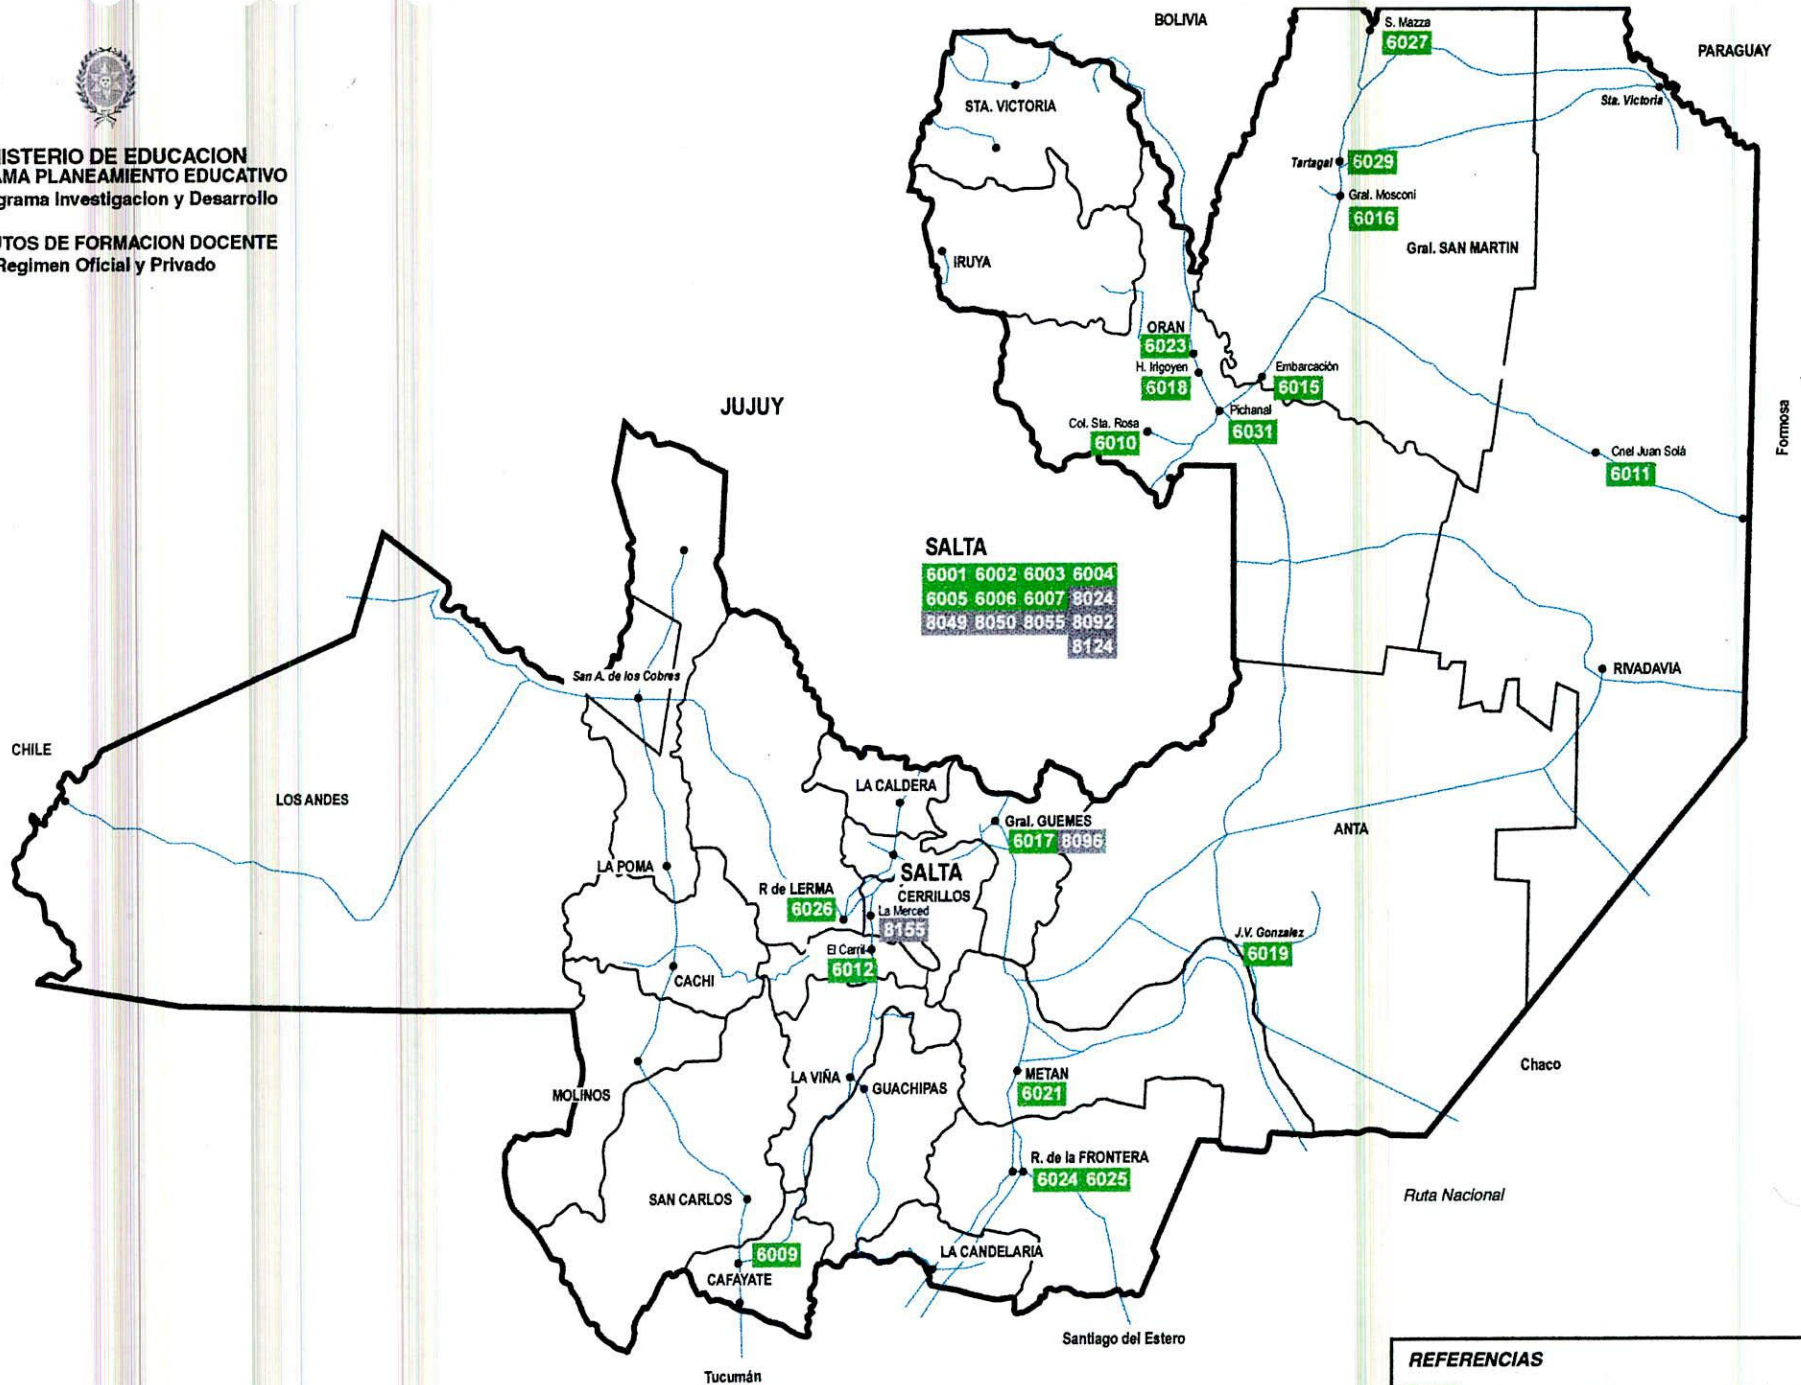 BOLIVIA
S. Mazza
6027
PARAGUAY
STA. VICTORIA
Sta. Victoria
ISTERIO DE EDUCACION
AMA PLANEAMIENTO EDUCATIVO
grama Investigacion y Desarrollo
UTOS DE FORMACION DOCENTE
Regimen Oficial y Privado
Tartagal 6029
Gral. Mosconi
6016
Gral. SAN MARTIN
IRUYA
ORAN
6023
H. Irigoyen
6018
Embarcación
6015
JUJUY
Pichanal
6031
Col. Sta. Rosa
6010
Formosa
Cnel Juan Solá
6011
SALTA
6001 6002 6003 6004
6005 6006 6007 8024
8049 8050 8055 8092
8124
San A. de los Cobres
RIVADAVIA
CHILE
LOS ANDES
LA CALDERA
Gral. GUEMES
6017 8096
ANTA
LA POMA
SALTA
CERRILLOS
R de LERMA
6026
La Merced
8155
El Carril
6012
J.V. Gonzalez
6019
CACHI
Chaco
METAN
6021
LA VIÑA
GUACHIPAS
MOLINOS
R. de la FRONTERA
6024 6025
SAN CARLOS
Ruta Nacional
6009
CAFAYATE
LA CANDELARIA
Santiago del Estero
Tucumán
REFERENCIAS